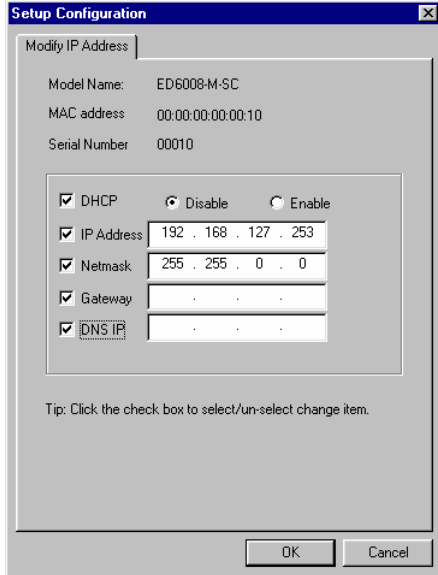 Setup Configuration
Modify IP Address
Model Name: ED6008-M-SC
MAC address 00:00:00:00:00:10
Serial Number 00010
DHCP Disable Enable
IP Address 192 . 168 . 127 . 253
Netmask 255 . 255 . 0 . 0
Gateway . . .
DNS IP . . .
Tip: Click the check box to select/un-select change item.
OK Cancel